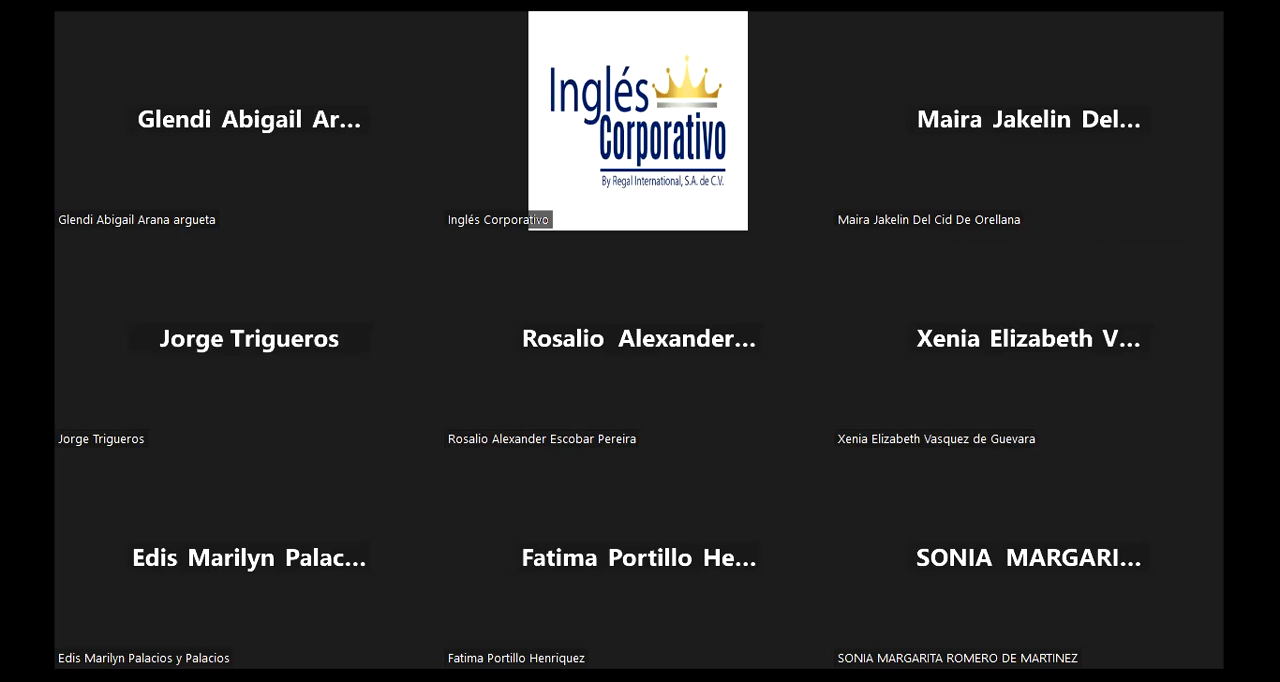 Glendi Abigail Ar...
Glendi Abigail Arana argueta
Inglés
Corporativo
By Regal International, S.A. de C.V.
Inglés Corporativo
Maira Jakelin Del...
Maira Jakelin Del Cid De Orellana
Jorge Trigueros
Jorge Trigueros
Rosalio Alexander...
Rosalio Alexander Escobar Pereira
Xenia Elizabeth V...
Xenia Elizabeth Vasquez de Guevara
Edis Marilyn Palac...
Edis Marilyn Palacios y Palacios
Fatima Portillo He...
Fatima Portillo Henriquez
SONIA MARGARI...
SONIA MARGARITA ROMERO DE MARTINEZ